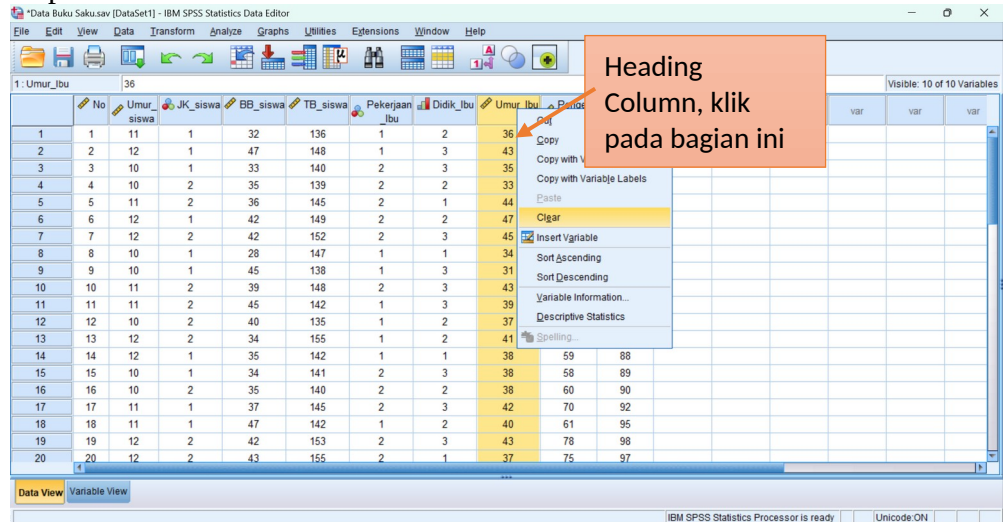 *Data Buku Saku.sav [DataSet1] - IBM SPSS Statistics Data Editor
File Edit View Data Transform Analyze Graphs Utilities Extensions Window Help
1 : Umur_Ibu 36 Visible: 10 of 10 Variables
No Umur_siswa JK_siswa BB_siswa TB_siswa Pekerjaan_Ibu Didik_Ibu Umur_Ibu var var var
1 1 11 1 32 136 1 2 36
2 2 12 1 47 148 1 3 43
3 3 10 1 33 140 2 3 35
4 4 10 2 35 139 2 2 33
5 5 11 2 36 145 2 1 44
6 6 12 1 42 149 2 2 47
7 7 12 2 42 152 2 3 45
8 8 10 1 28 147 1 1 34
9 9 10 1 45 138 1 3 31
10 10 11 2 39 148 2 3 43
11 11 11 2 45 142 1 3 39
12 12 10 2 40 135 1 2 37
13 13 12 2 34 155 1 2 41
14 14 12 1 35 142 1 1 38 59 88
15 15 10 1 34 141 2 3 38 58 89
16 16 10 2 35 140 2 2 38 60 90
17 17 11 1 37 145 2 3 42 70 92
18 18 11 1 47 142 1 2 40 61 95
19 19 12 2 42 153 2 3 43 78 98
20 20 12 2 43 155 2 1 37 75 97
Copy
Copy with
Copy with Variable Labels
Paste
Clear
Insert Variable
Sort Ascending
Sort Descending
Variable Information...
Descriptive Statistics
Spelling...
Heading
Column, klik
pada bagian ini
Data View Variable View
IBM SPSS Statistics Processor is ready Unicode:ON